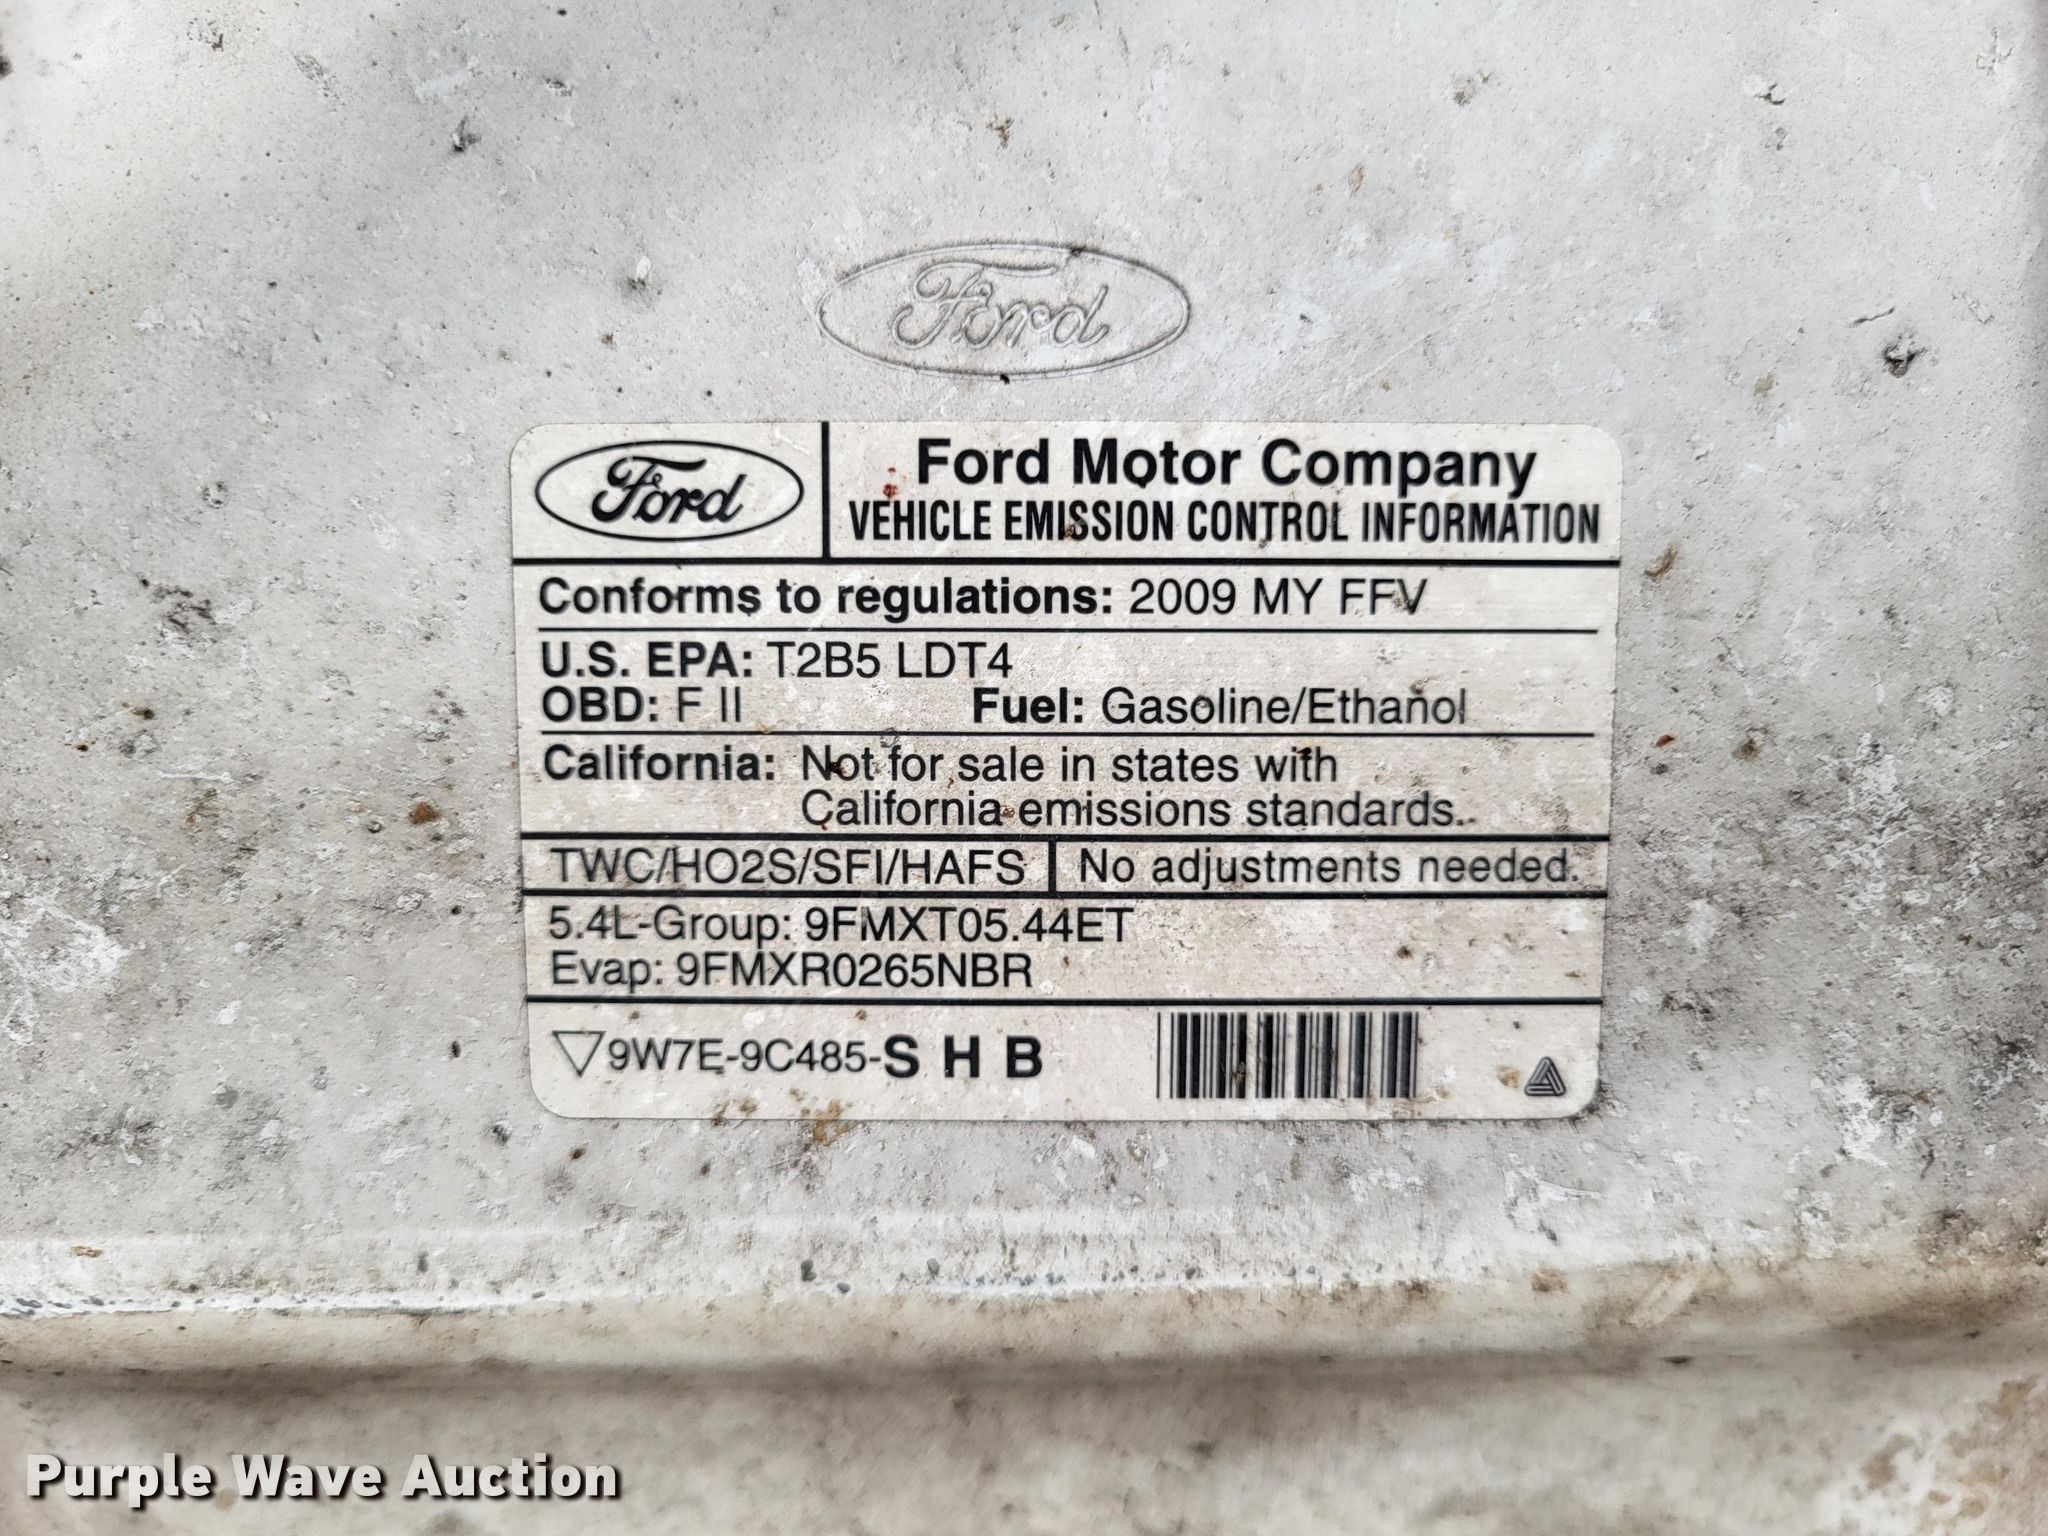 Ford
Ford
Ford Motor Company
VEHICLE EMISSION CONTROL INFORMATION
Conforms to regulations: 2009 MY FFV
U.S. EPA: T2B5 LDT4
OBD: F II Fuel: Gasoline/Ethanol
California: Not for sale in states with
California emissions standards.
TWC/HO2S/SFI/HAFS No adjustments needed.
5.4L-Group: 9FMXT05.44ET
Evap: 9FMXR0265NBR
9W7E-9C485-S H B
Purple Wave Auction